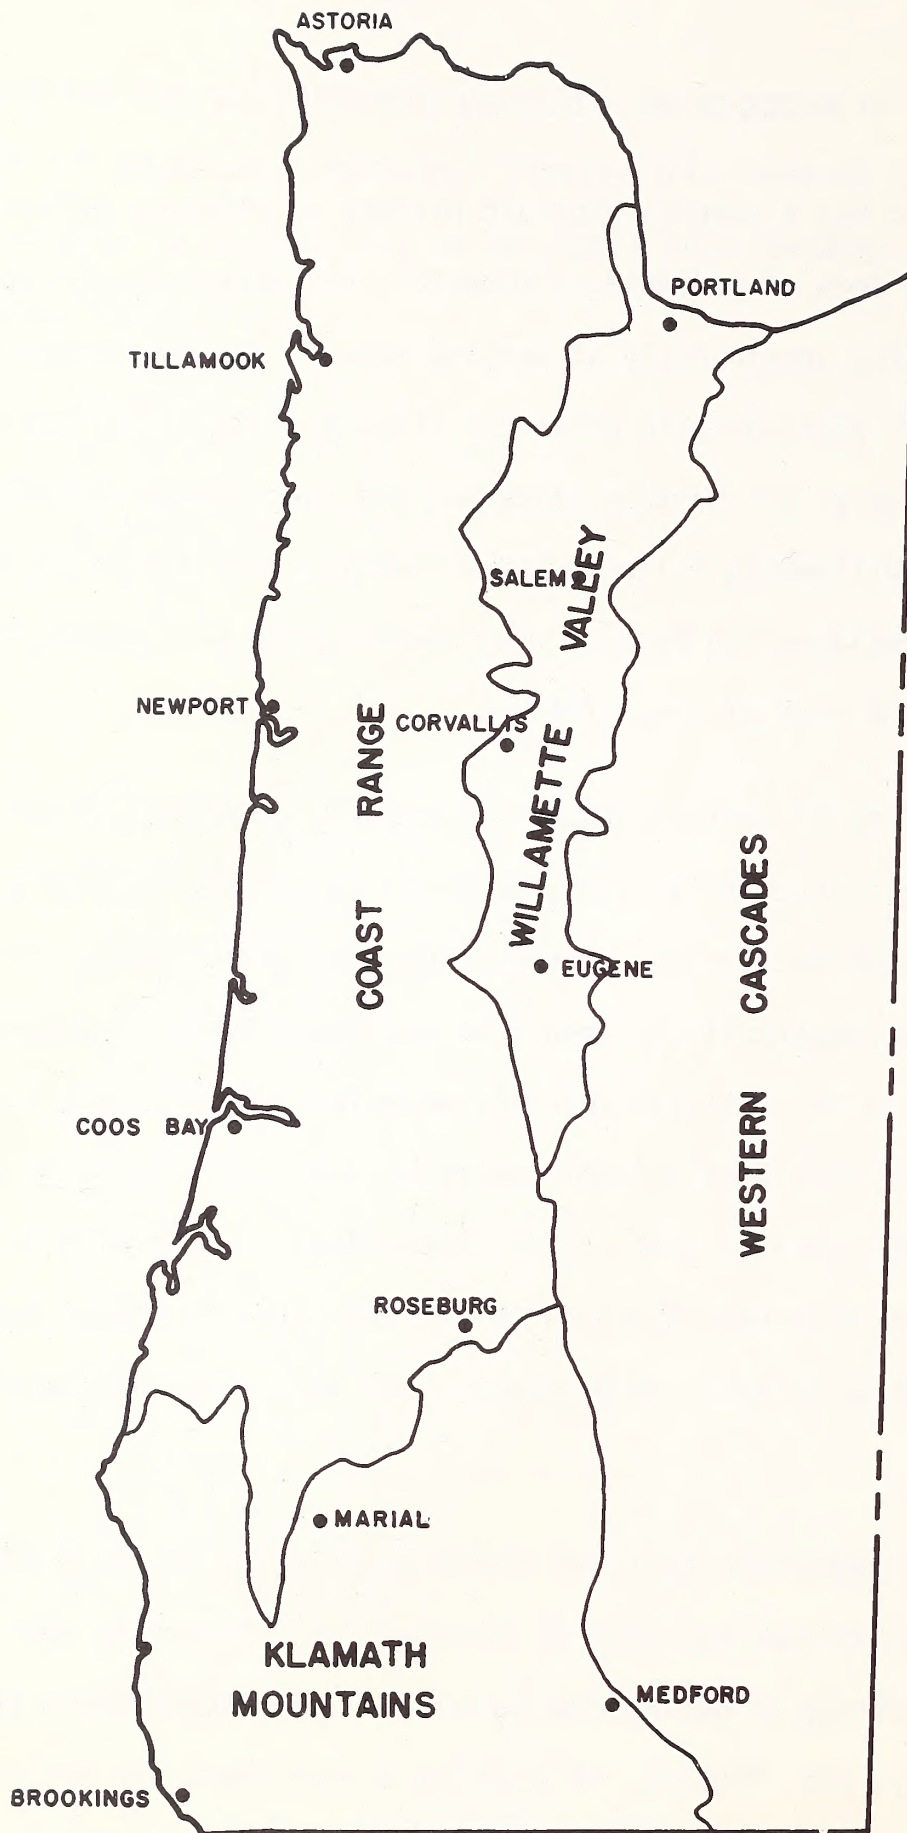 ASTORIA
PORTLAND
TILLAMOOK
SALEM
WILLAMETTE VALLEY
NEWPORT
CORVALLIS
COAST RANGE
EUGENE
WESTERN CASCADES
COOS BAY
ROSEBURG
MARIAL
KLAMATH
MOUNTAINS
MEDFORD
BROOKINGS